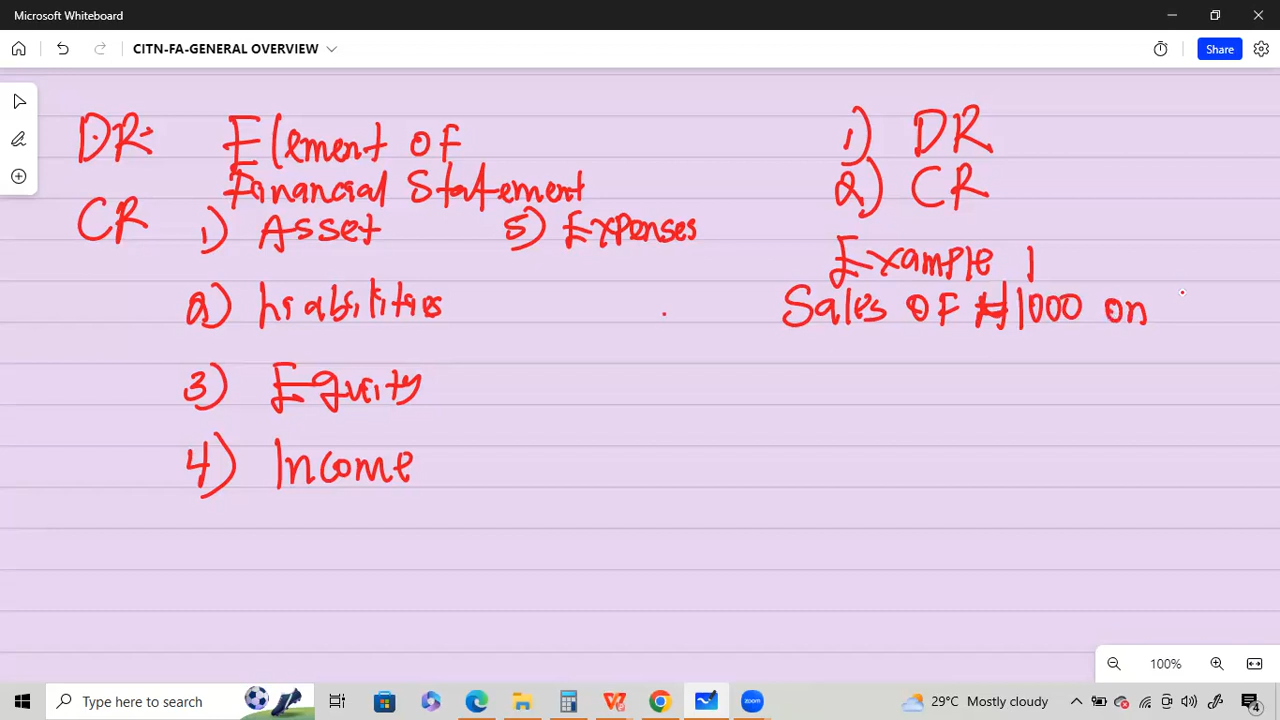 Microsoft Whiteboard
CITN-FA-GENERAL OVERVIEW
Share
DR
Element of
Financial Statement
CR
1) Asset
5) Expenses
2) Liabilities
3) Equity
4) Income
1) DR
2) CR
Example 1
Sales of ₦1000 on
100%
Type here to search
zoom
29°C Mostly cloudy
4